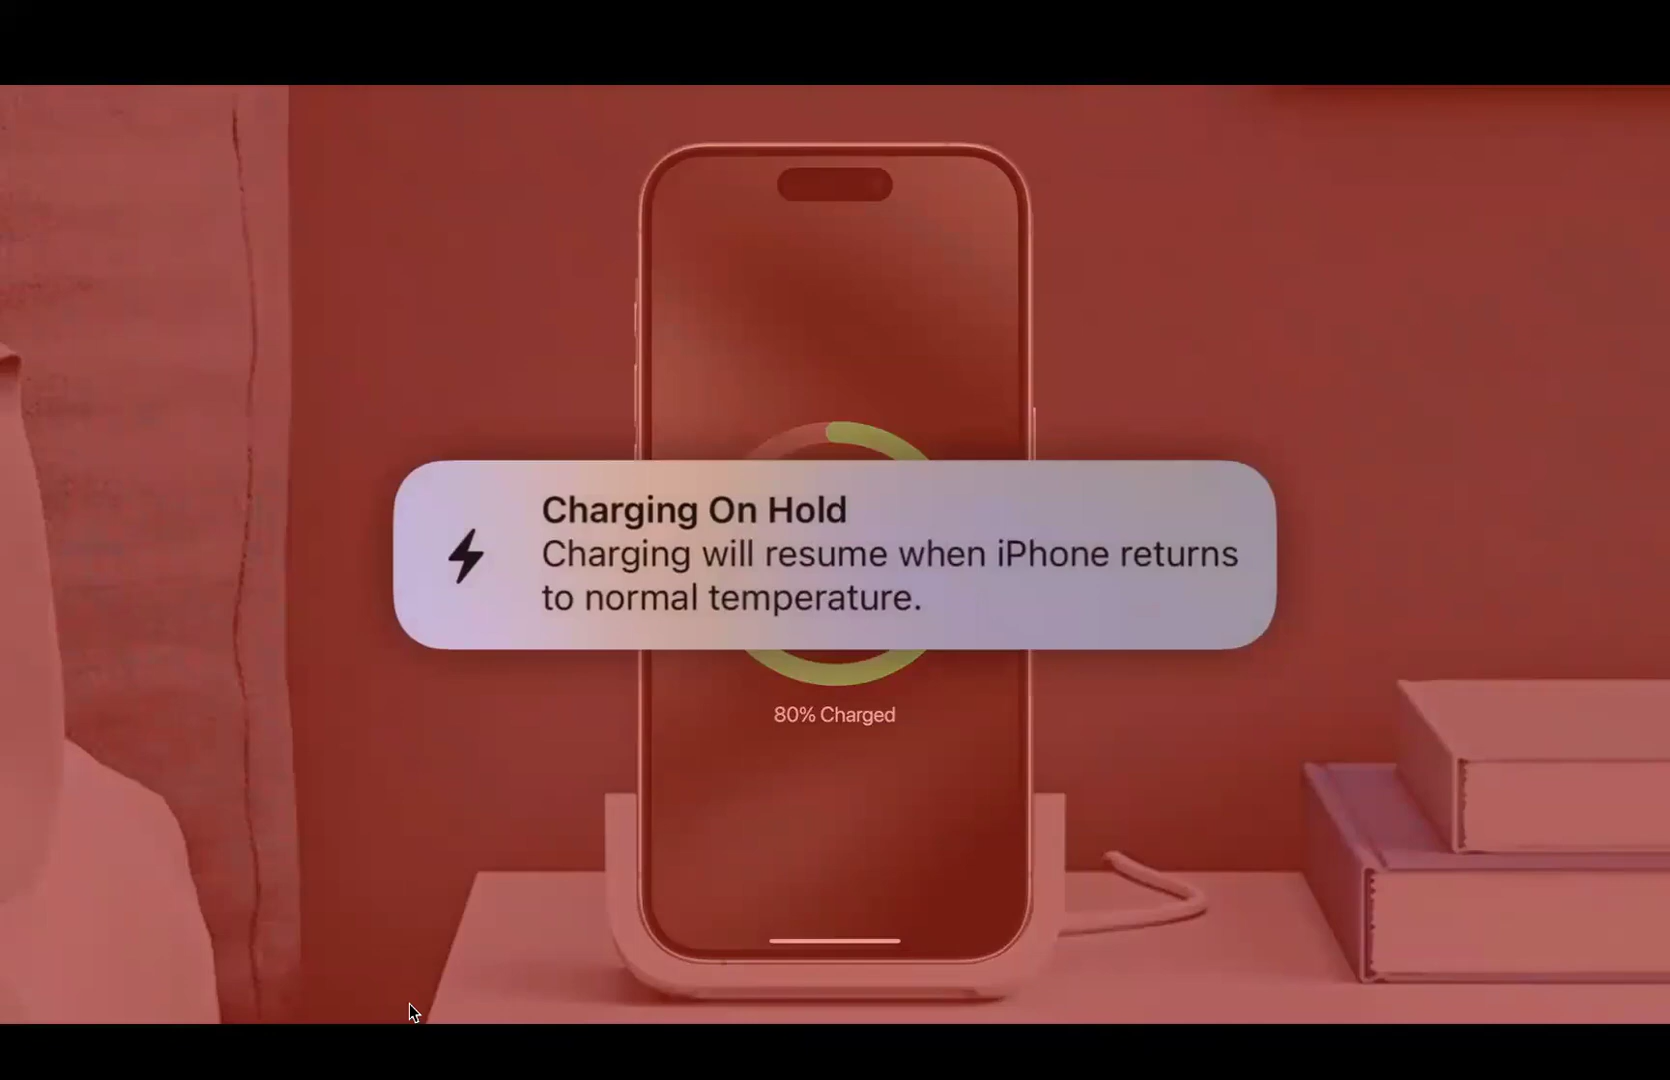 Charging On Hold
Charging will resume when iPhone returns
to normal temperature.
80% Charged